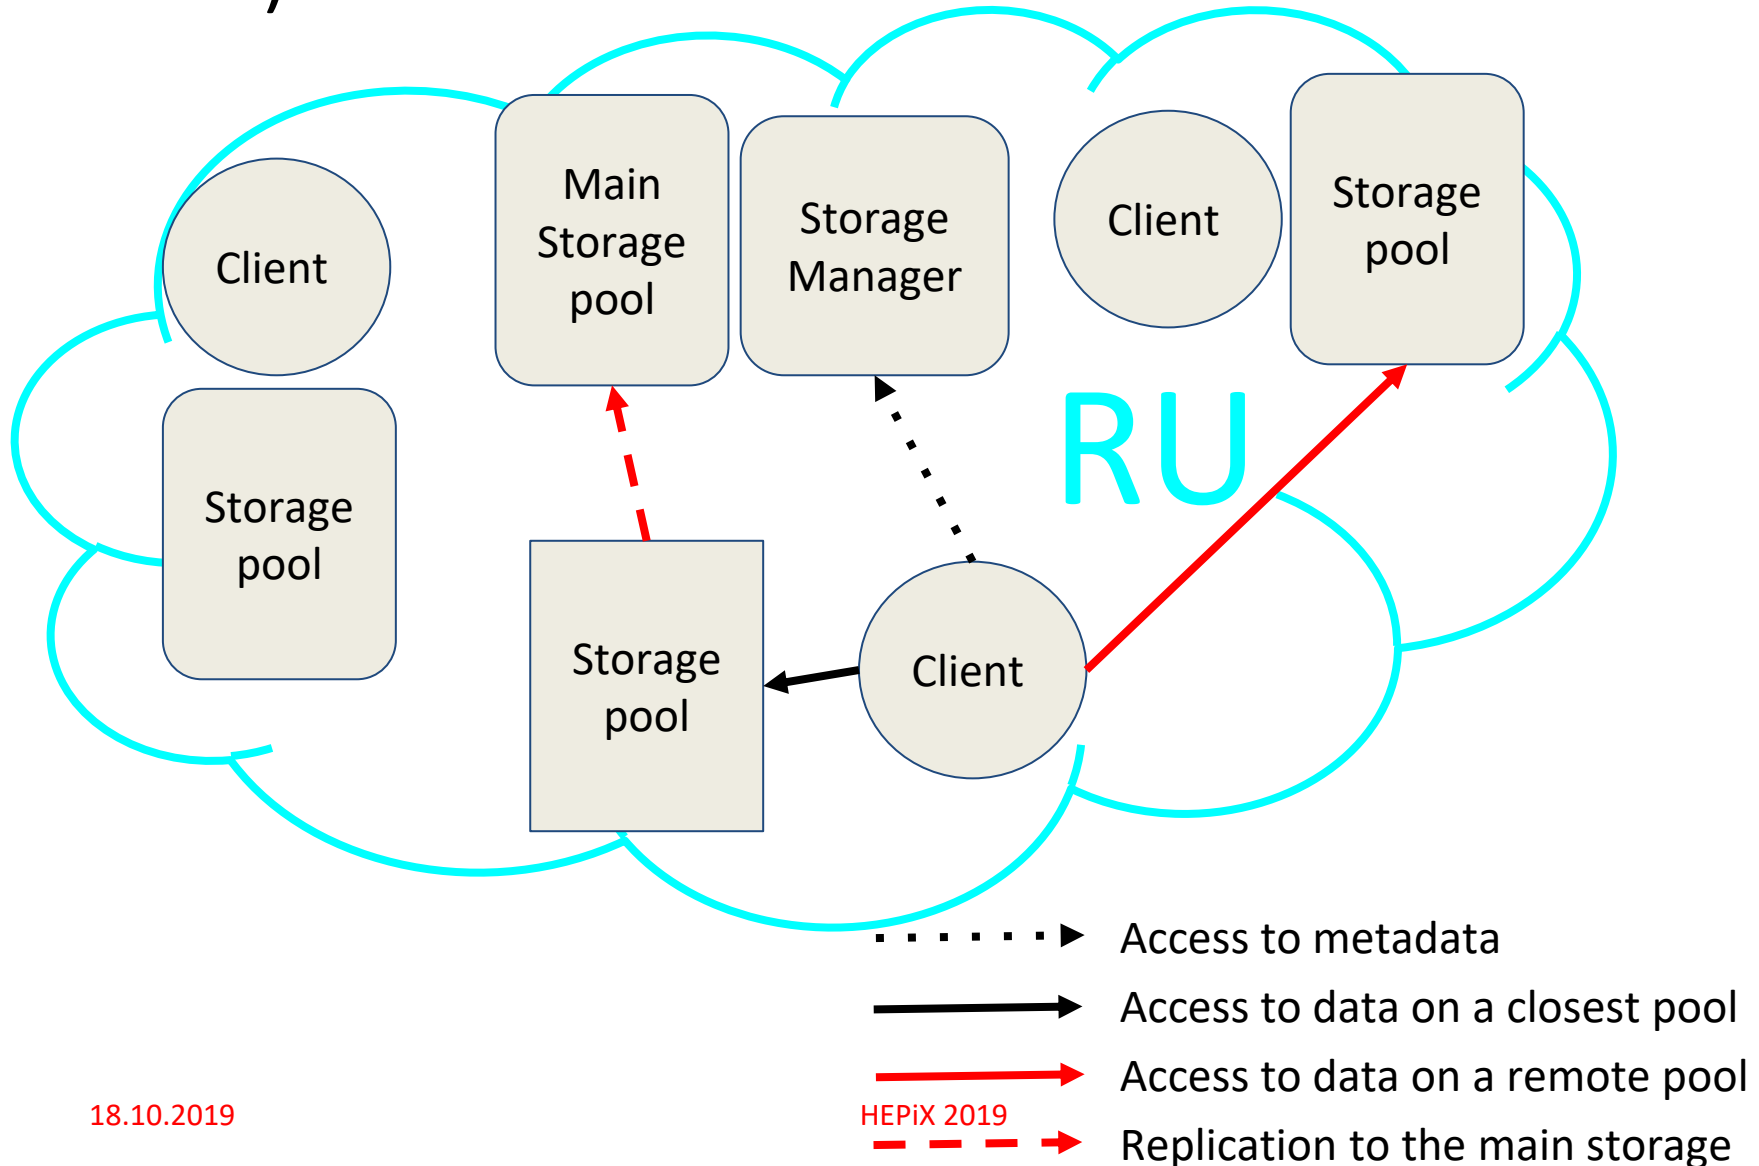 Client
Storage
pool
Main
Storage
pool
Storage
Manager
Client
Storage
pool
RU
Storage
pool
Client
Access to metadata
Access to data on a closest pool
Access to data on a remote pool
Replication to the main storage
18.10.2019
HEPiX 2019